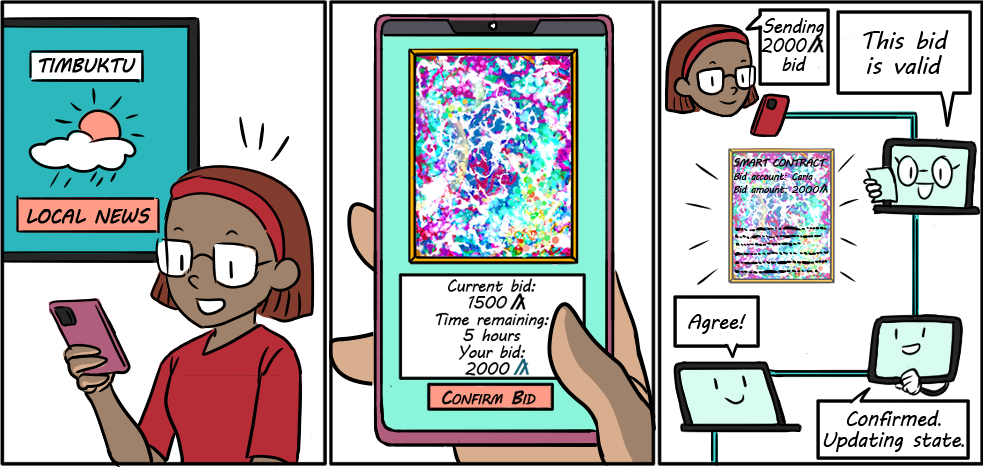 TIMBUKTU
LOCAL NEWS
Current bid:
1500
Time remaining:
5 hours
Your bid:
2000
CONFIRM BID
Sending
2000
bid
This bid
is valid
SMART CONTRACT
Bid account: Cana
Bid amount: 2000
Agree!
Confirmed.
Updating state.